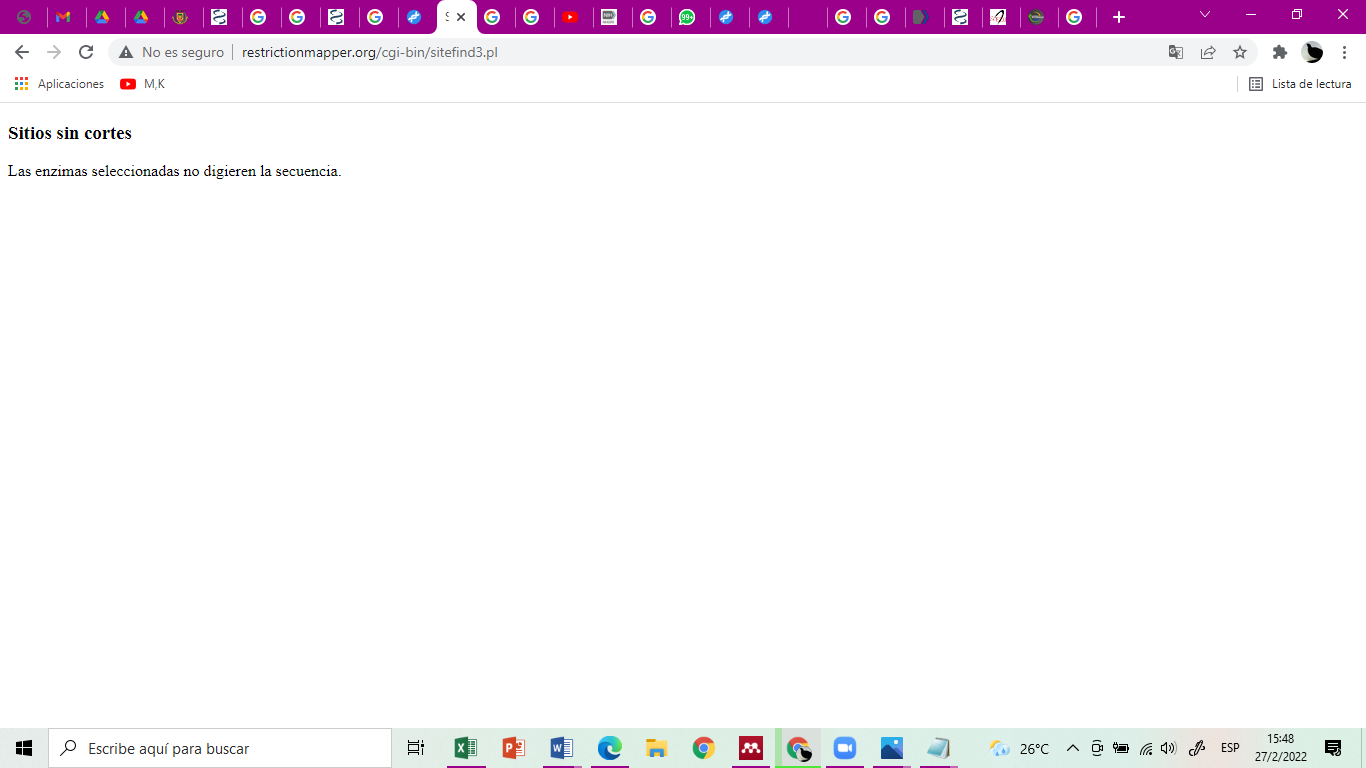 S
99+
No es seguro
restrictionmapper.org/cgi-bin/sitefind3.pl
Aplicaciones
M,K
Lista de lectura
Sitios sin cortes
Las enzimas seleccionadas no digieren la secuencia.
Escribe aquí para buscar
26°C
ESP
15:48
27/2/2022